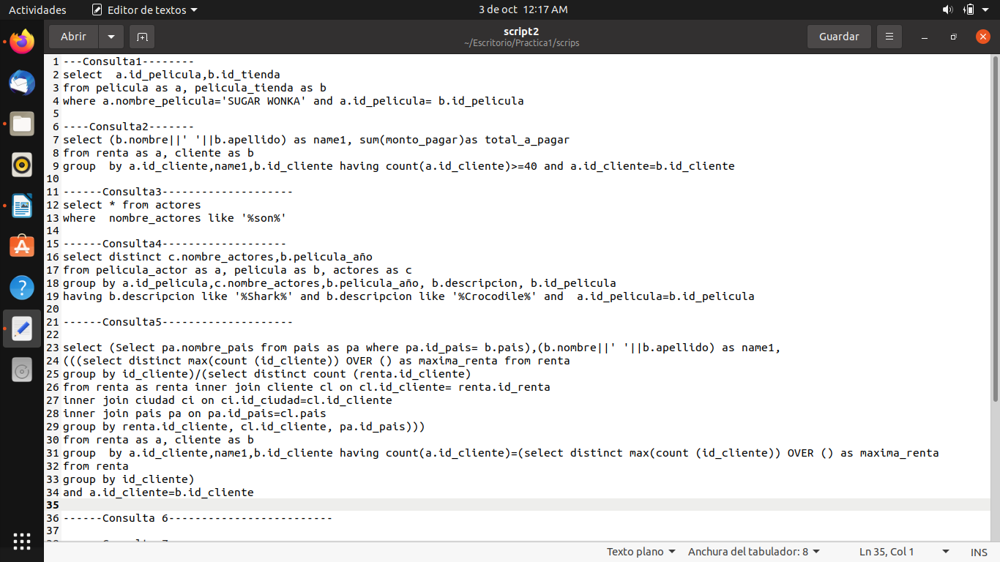 Actividades
Editor de textos
3 de oct 12:17 AM
Abrir
script2
~/Escritorio/Practica1/scrips
Guardar
1 ---Consulta1--------
2 select  a.id_pelicula,b.id_tienda
3 from pelicula as a, pelicula_tienda as b
4 where a.nombre_pelicula='SUGAR WONKA' and a.id_pelicula= b.id_pelicula
5
6 ----Consulta2-------
7 select (b.nombre||' '||b.apellido) as name1, sum(monto_pagar)as total_a_pagar
8 from renta as a, cliente as b
9 group  by a.id_cliente,name1,b.id_cliente having count(a.id_cliente)>=40 and a.id_cliente=b.id_cliente
10
11 ------Consulta3--------------------
12 select * from actores
13 where  nombre_actores like '%son%'
14
15 ------Consulta4-------------------
16 select distinct c.nombre_actores,b.pelicula_año
17 from pelicula_actor as a, pelicula as b, actores as c
18 group by a.id_pelicula,c.nombre_actores,b.pelicula_año, b.descripcion, b.id_pelicula
19 having b.descripcion like '%Shark%' and b.descripcion like '%Crocodile%' and  a.id_pelicula=b.id_pelicula
20
21 ------Consulta5--------------------
22
23 select (Select pa.nombre_pais from pais as pa where pa.id_pais= b.pais),(b.nombre||' '||b.apellido) as name1,
24 (((select distinct max(count (id_cliente)) OVER () as maxima_renta from renta
25 group by id_cliente)/(select distinct count (renta.id_cliente)
26 from renta as renta inner join cliente cl on cl.id_cliente= renta.id_renta
27 inner join ciudad ci on ci.id_ciudad=cl.id_cliente
28 inner join pais pa on pa.id_pais=cl.pais
29 group by renta.id_cliente, cl.id_cliente, pa.id_pais)))
30 from renta as a, cliente as b
31 group  by a.id_cliente,name1,b.id_cliente having count(a.id_cliente)=(select distinct max(count (id_cliente)) OVER () as maxima_renta
32 from renta
33 group by id_cliente)
34 and a.id_cliente=b.id_cliente
35
36 ------Consulta 6-------------------------
37
Texto plano
Anchura del tabulador: 8
Ln 35, Col 1
INS